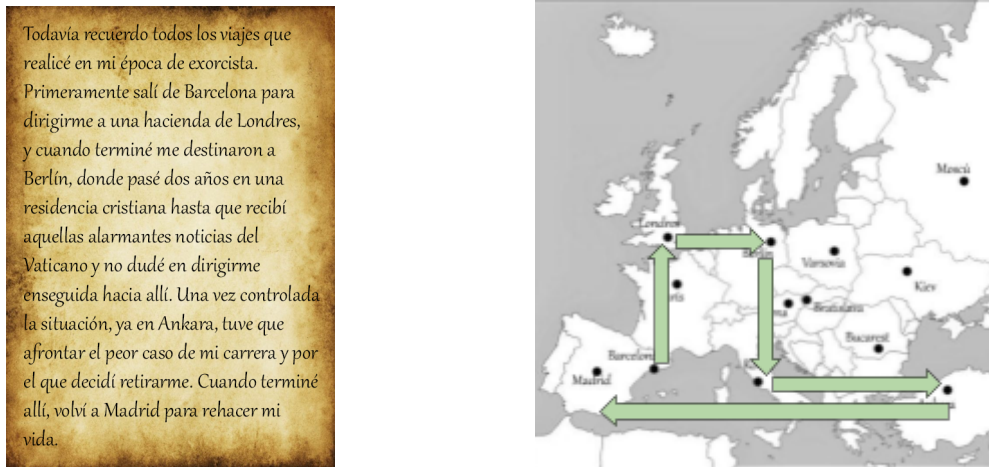 Todavía recuerdo todos los viajes que
realicé en mi época de exorcista.
Primeramente salí de Barcelona para
dirigirme a una hacienda de Londres,
y cuando terminé me destinaron a
Berlín, donde pasé dos años en una
residencia cristiana hasta que recibí
aquellas alarmantes noticias del
Vaticano y no dudé en dirigirme
enseguida hacia allí. Una vez controlada
la situación, ya en Ankara, tuve que
afrontar el peor caso de mi carrera y por
el que decidí retirarme. Cuando terminé
allí, volví a Madrid para rehacer mi
vida.
Moscú
Londres
Berlín
Varsovia
Kiev
Bratislava
Bucarest
Barcelona
Madrid